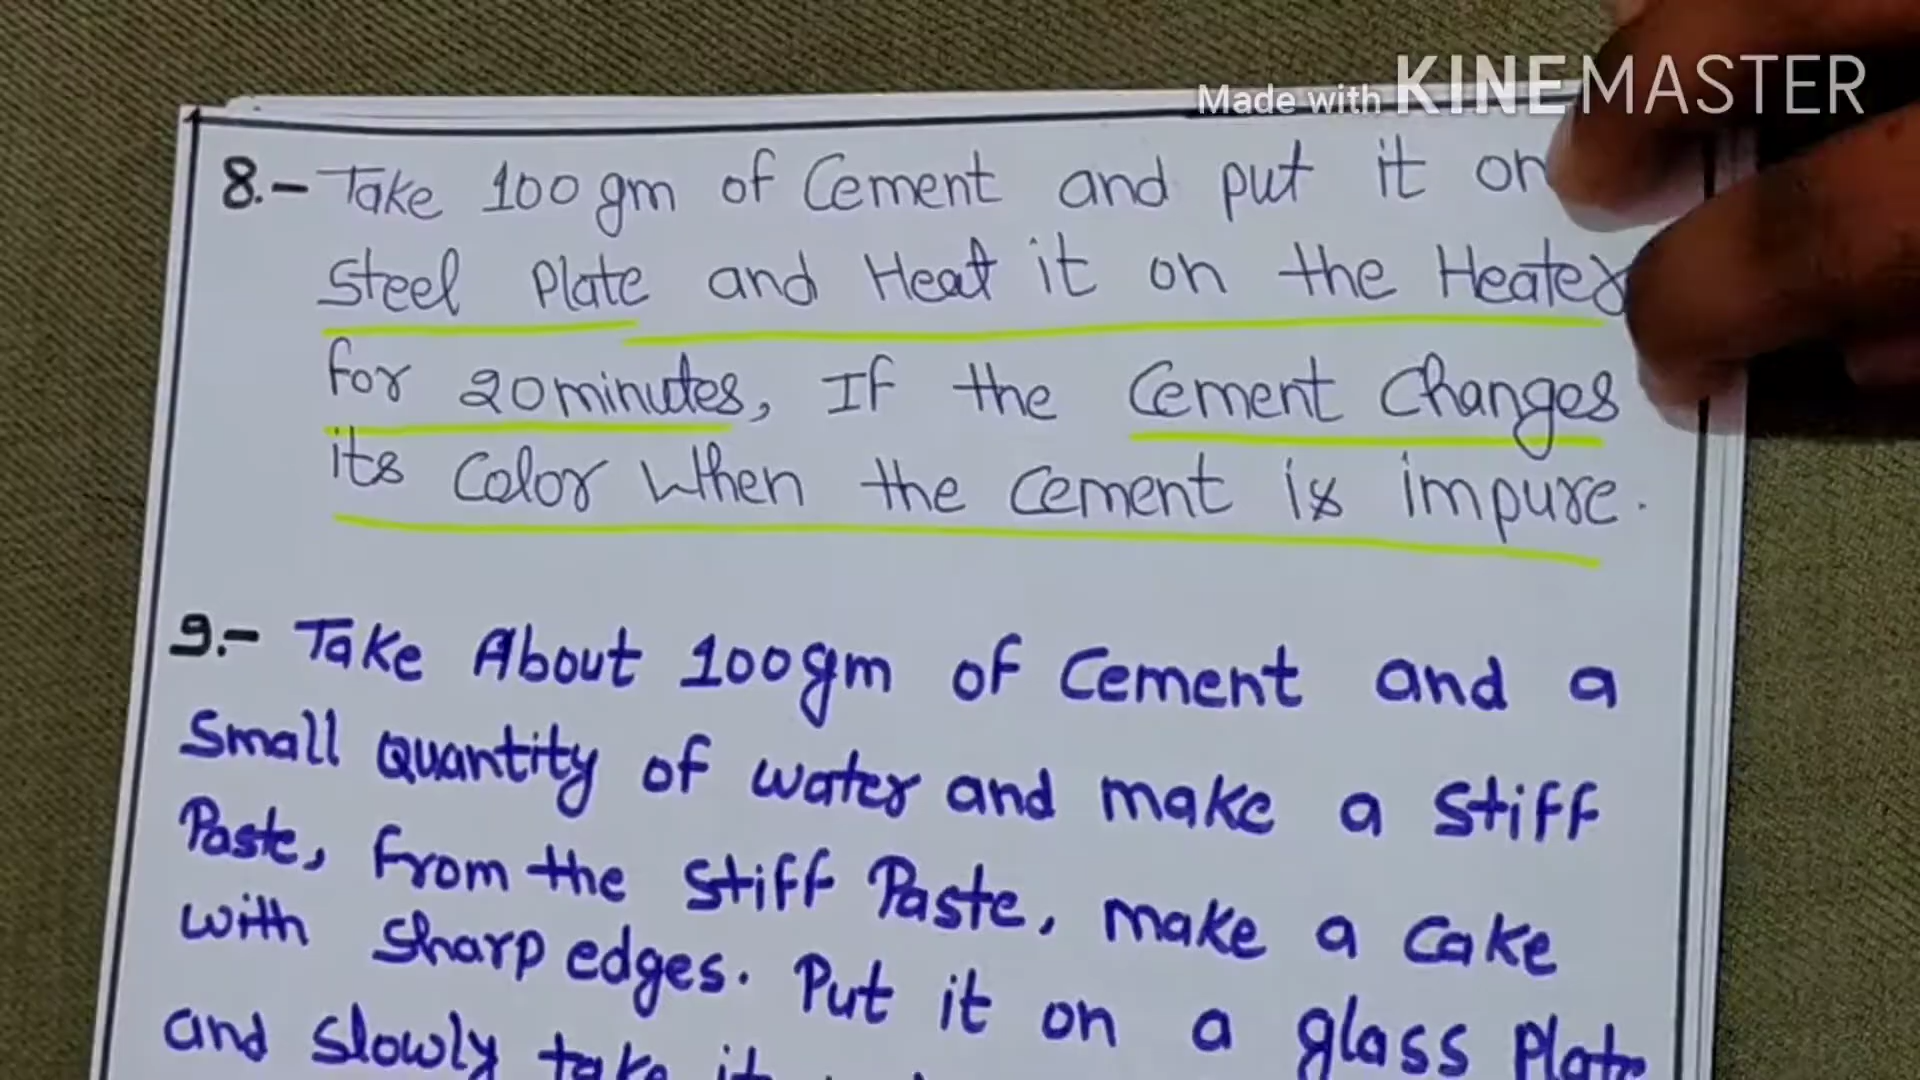 Made with KINEMASTER
8.- Take 100 gm of Cement and put it on
Steel Plate and Heat it on the Heater
for 20 minutes, If the Cement Changes
its Color When the Cement is impure.
9.- Take About 100gm of Cement and a
Small quantity of water and make a Stiff
Paste, From the Stiff Paste, make a Cake
with Sharp edges. Put it on a glass Plate
and Slowly take it